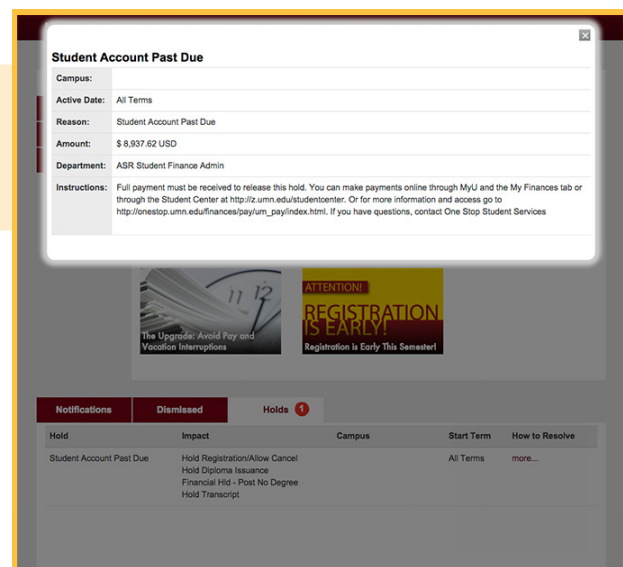 Student Account Past Due
Campus:
Active Date: All Terms
Reason: Student Account Past Due
Amount: $ 8,937.62 USD
Department: ASR Student Finance Admin
Instructions: Full payment must be received to release this hold. You can make payments online through MyU and the My Finances tab or
through the Student Center at http://z.umn.edu/studentcenter. Or for more information and access go to
http://onestop.umn.edu/finances/pay/um_pay/index.html. If you have questions, contact One Stop Student Services
11 12
The Upgrade: Avoid Pay and
Vacation Interruptions
ATTENTION!
REGISTRATION
IS EARLY!
Registration is Early This Semester!
Notifications Dismissed Holds 1
Hold Impact Campus Start Term How to Resolve
Student Account Past Due Hold Registration/Allow Cancel All Terms more...
Hold Diploma Issuance
Financial Hld - Post No Degree
Hold Transcript